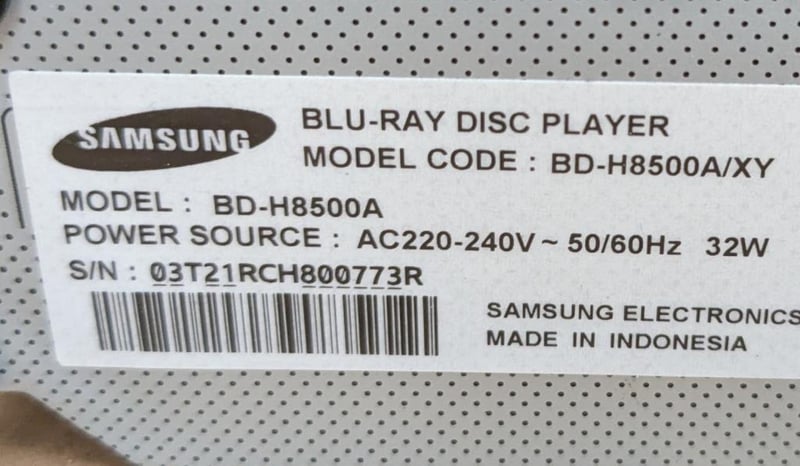 SAMSUNG
BLU-RAY DISC PLAYER
MODEL CODE : BD-H8500A/XY
MODEL : BD-H8500A
POWER SOURCE : AC220-240V ~ 50/60Hz 32W
S/N : 03T21RCH800773R
SAMSUNG ELECTRONICS
MADE IN INDONESIA